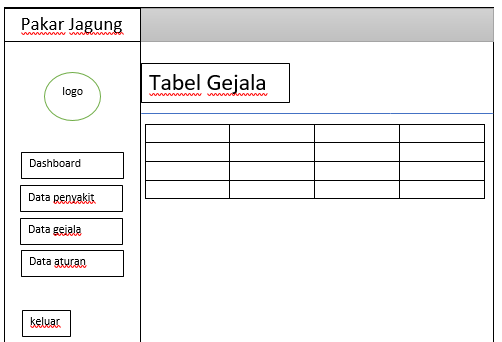 Pakar Jagung
logo
Tabel Gejala
Dashboard
Data penyakit
Data gejala
Data aturan
keluar